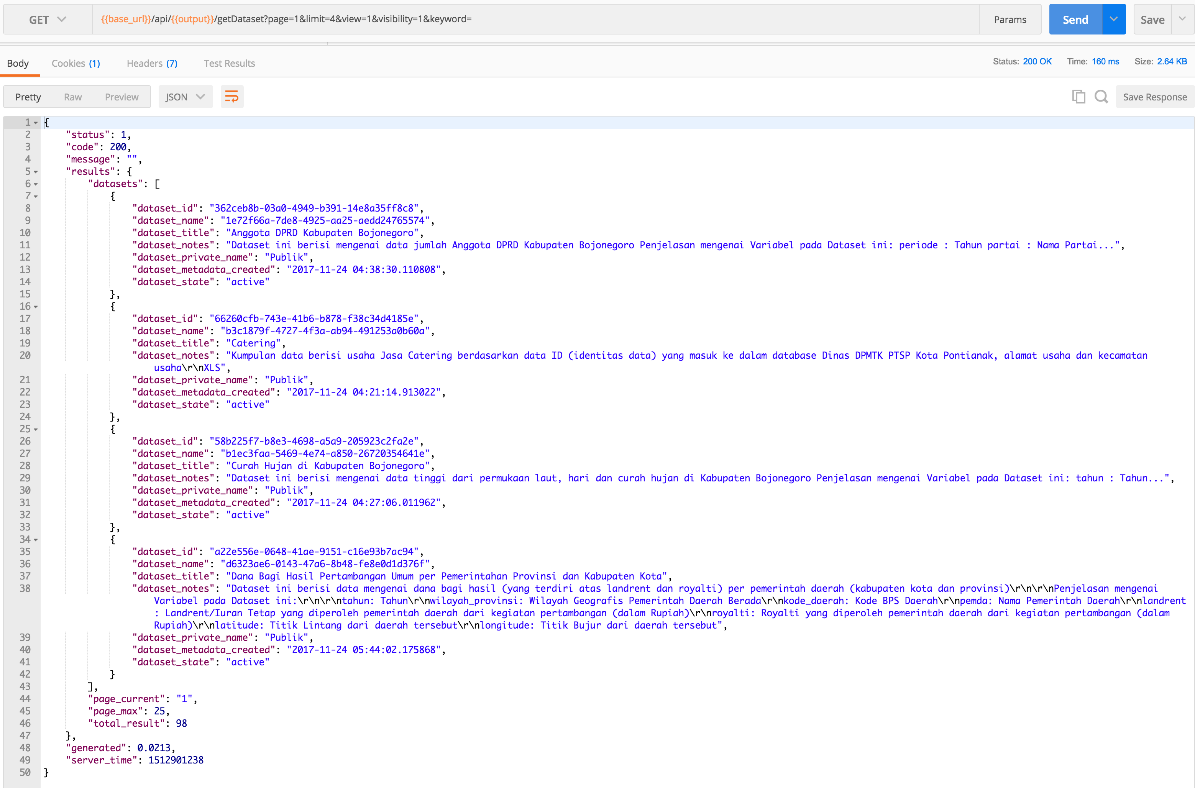 GET {{base_url}}/api/{{output}}/getDataset?page=1&limit=4&view=1&visibility=1&keyword= Params Send Save
Body Cookies (1) Headers (7) Test Results Status: 200 OK Time: 160 ms Size: 2.64 KB
Pretty Raw Preview JSON Save Response
1 {
2 "status": 1,
3 "code": 200,
4 "message": "",
5 "results": {
6 "datasets": [
7 {
8 "dataset_id": "362ceb8b-03a0-4949-b391-14e8a35ff8c8",
9 "dataset_name": "1e72f66a-7de8-4925-aa25-aedd24765574",
10 "dataset_title": "Anggota DPRD Kabupaten Bojonegoro",
11 "dataset_notes": "Dataset ini berisi mengenai data jumlah Anggota DPRD Kabupaten Bojonegoro Penjelasan mengenai Variabel pada Dataset ini: periode : Tahun partai : Nama Partai...",
12 "dataset_private_name": "Publik",
13 "dataset_metadata_created": "2017-11-24 04:38:30.110808",
14 "dataset_state": "active"
15 },
16 {
17 "dataset_id": "66260cfb-743e-41b6-b878-f38c34d4185e",
18 "dataset_name": "b3c1879f-4727-4f3a-ab94-491253a0b60a",
19 "dataset_title": "Catering",
20 "dataset_notes": "Kumpulan data berisi usaha Jasa Catering berdasarkan data ID (identitas data) yang masuk ke dalam database Dinas DPMTK PTSP Kota Pontianak, alamat usaha dan kecamatan
usaha\r\nXLS",
21 "dataset_private_name": "Publik",
22 "dataset_metadata_created": "2017-11-24 04:21:14.913022",
23 "dataset_state": "active"
24 },
25 {
26 "dataset_id": "58b225f7-b8e3-4698-a5a9-205923c2fa2e",
27 "dataset_name": "b1ec3faa-5469-4e74-a850-26720354641e",
28 "dataset_title": "Curah Hujan di Kabupaten Bojonegoro",
29 "dataset_notes": "Dataset ini berisi mengenai data tinggi dari permukaan laut, hari dan curah hujan di Kabupaten Bojonegoro Penjelasan mengenai Variabel pada Dataset ini: tahun : Tahun...",
30 "dataset_private_name": "Publik",
31 "dataset_metadata_created": "2017-11-24 04:27:06.011962",
32 "dataset_state": "active"
33 },
34 {
35 "dataset_id": "a22e556e-0648-41ae-9151-c16e93b7ac94",
36 "dataset_name": "d6323ae6-0143-47a6-8b48-fe8e0d1d376f",
37 "dataset_title": "Dana Bagi Hasil Pertambangan Umum per Pemerintahan Provinsi dan Kabupaten Kota",
38 "dataset_notes": "Dataset ini berisi data mengenai dana bagi hasil (yang terdiri atas landrent dan royalti) per pemerintah daerah (kabupaten kota dan provinsi)\r\n\r\nPenjelasan mengenai
Variabel pada Dataset ini:\r\n\r\ntahun: Tahun\r\nwilayah_provinsi: Wilayah Geografis Pemerintah Daerah Berada\r\nkode_daerah: Kode BPS Daerah\r\npemda: Nama Pemerintah Daerah\r\nlandrent
: Landrent/Iuran Tetap yang diperoleh pemerintah daerah dari kegiatan pertambangan (dalam Rupiah)\r\nroyalti: Royalti yang diperoleh pemerintah daerah dari kegiatan pertambangan (dalam
Rupiah)\r\nlatitude: Titik Lintang dari daerah tersebut\r\nlongitude: Titik Bujur dari daerah tersebut",
39 "dataset_private_name": "Publik",
40 "dataset_metadata_created": "2017-11-24 05:44:02.175868",
41 "dataset_state": "active"
42 }
43 ],
44 "page_current": "1",
45 "page_max": 25,
46 "total_result": 98
47 },
48 "generated": 0.0213,
49 "server_time": 1512901238
50 }